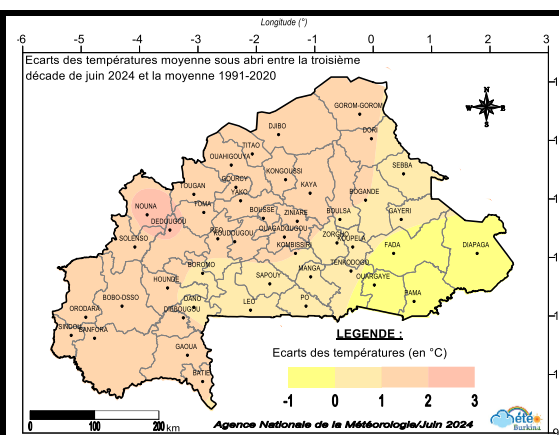 Longitude (°)
-6 -5 -4 -3 -2 -1 0 1 2 3
Ecarts des températures moyenne sous abri entre la troisième
décade de juin 2024 et la moyenne 1991-2020
N
W E
S
GOROM-GOROM
DJIBO
DORI
TITAO
OUAHIGOUYA
SEBBA
KONGOUSSI
TOUGAN
GOURCY
KAYA
YAKO
BOGANDE
NOUNA
TOMA
BOUSSE
ZINIARE
BOULSA
GAYERI
DEDOUGOU
REO
KOUDOUGOU
OUAGADOUGOU
ZORGHO
KOUPELA
SOLENSO
KOMBISSIRI
FADA
DIAPAGA
BOROMO
TENKODOGO
SAPOUY
MANGA
OUARGAYE
HOUNDE
PAMA
BOBO-DSSO
DANO
LEO
PO
ORODARA
DIEBOUGOU
SINDOU
BANFORA
GAOUA
BATIE
LEGENDE :
Ecarts des températures (en °C)
-1 0 1 2 3
0 100 200 km
Agence Nationale de la Météorologie/Juin 2024
Météo
Burkina